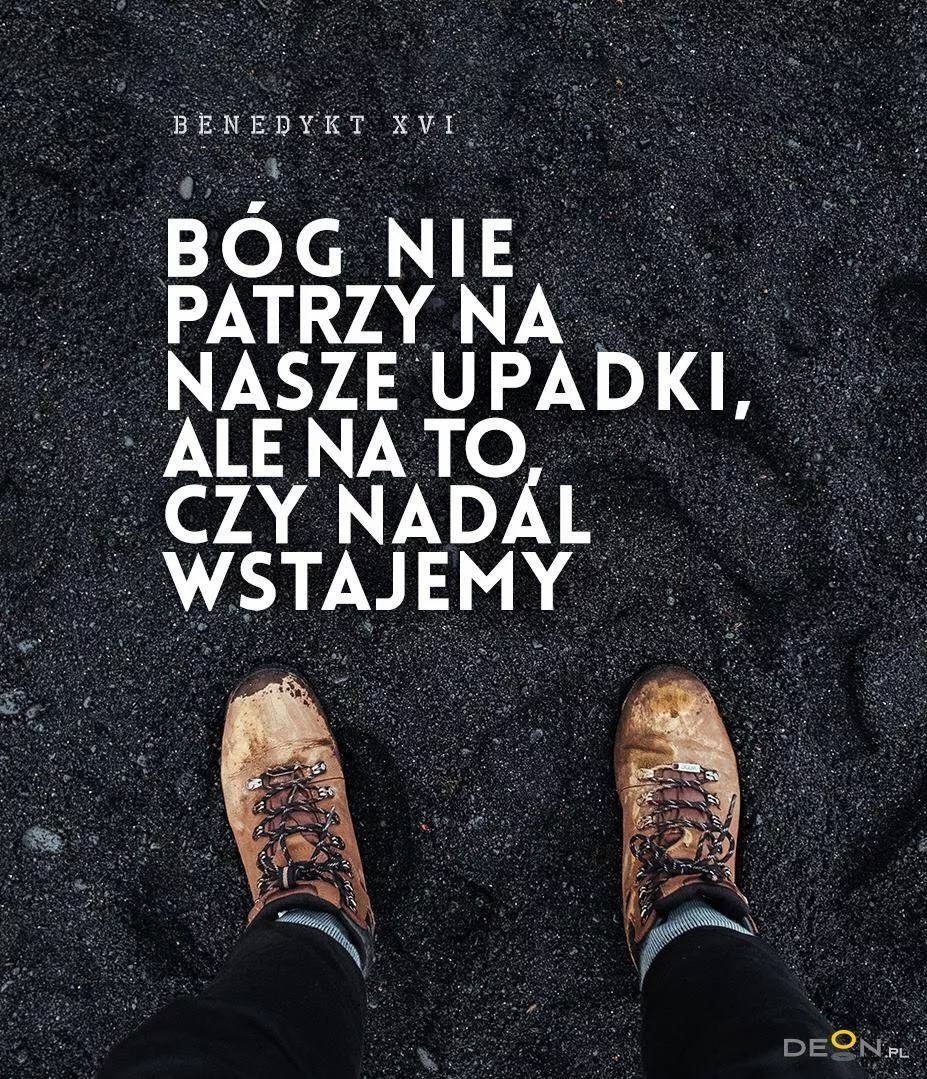 BENEDYKT XVI
BÓG NIE
PATRZY NA
NASZE UPADKI,
ALE NA TO,
CZY NADAL
WSTAJEMY
DEON.PL